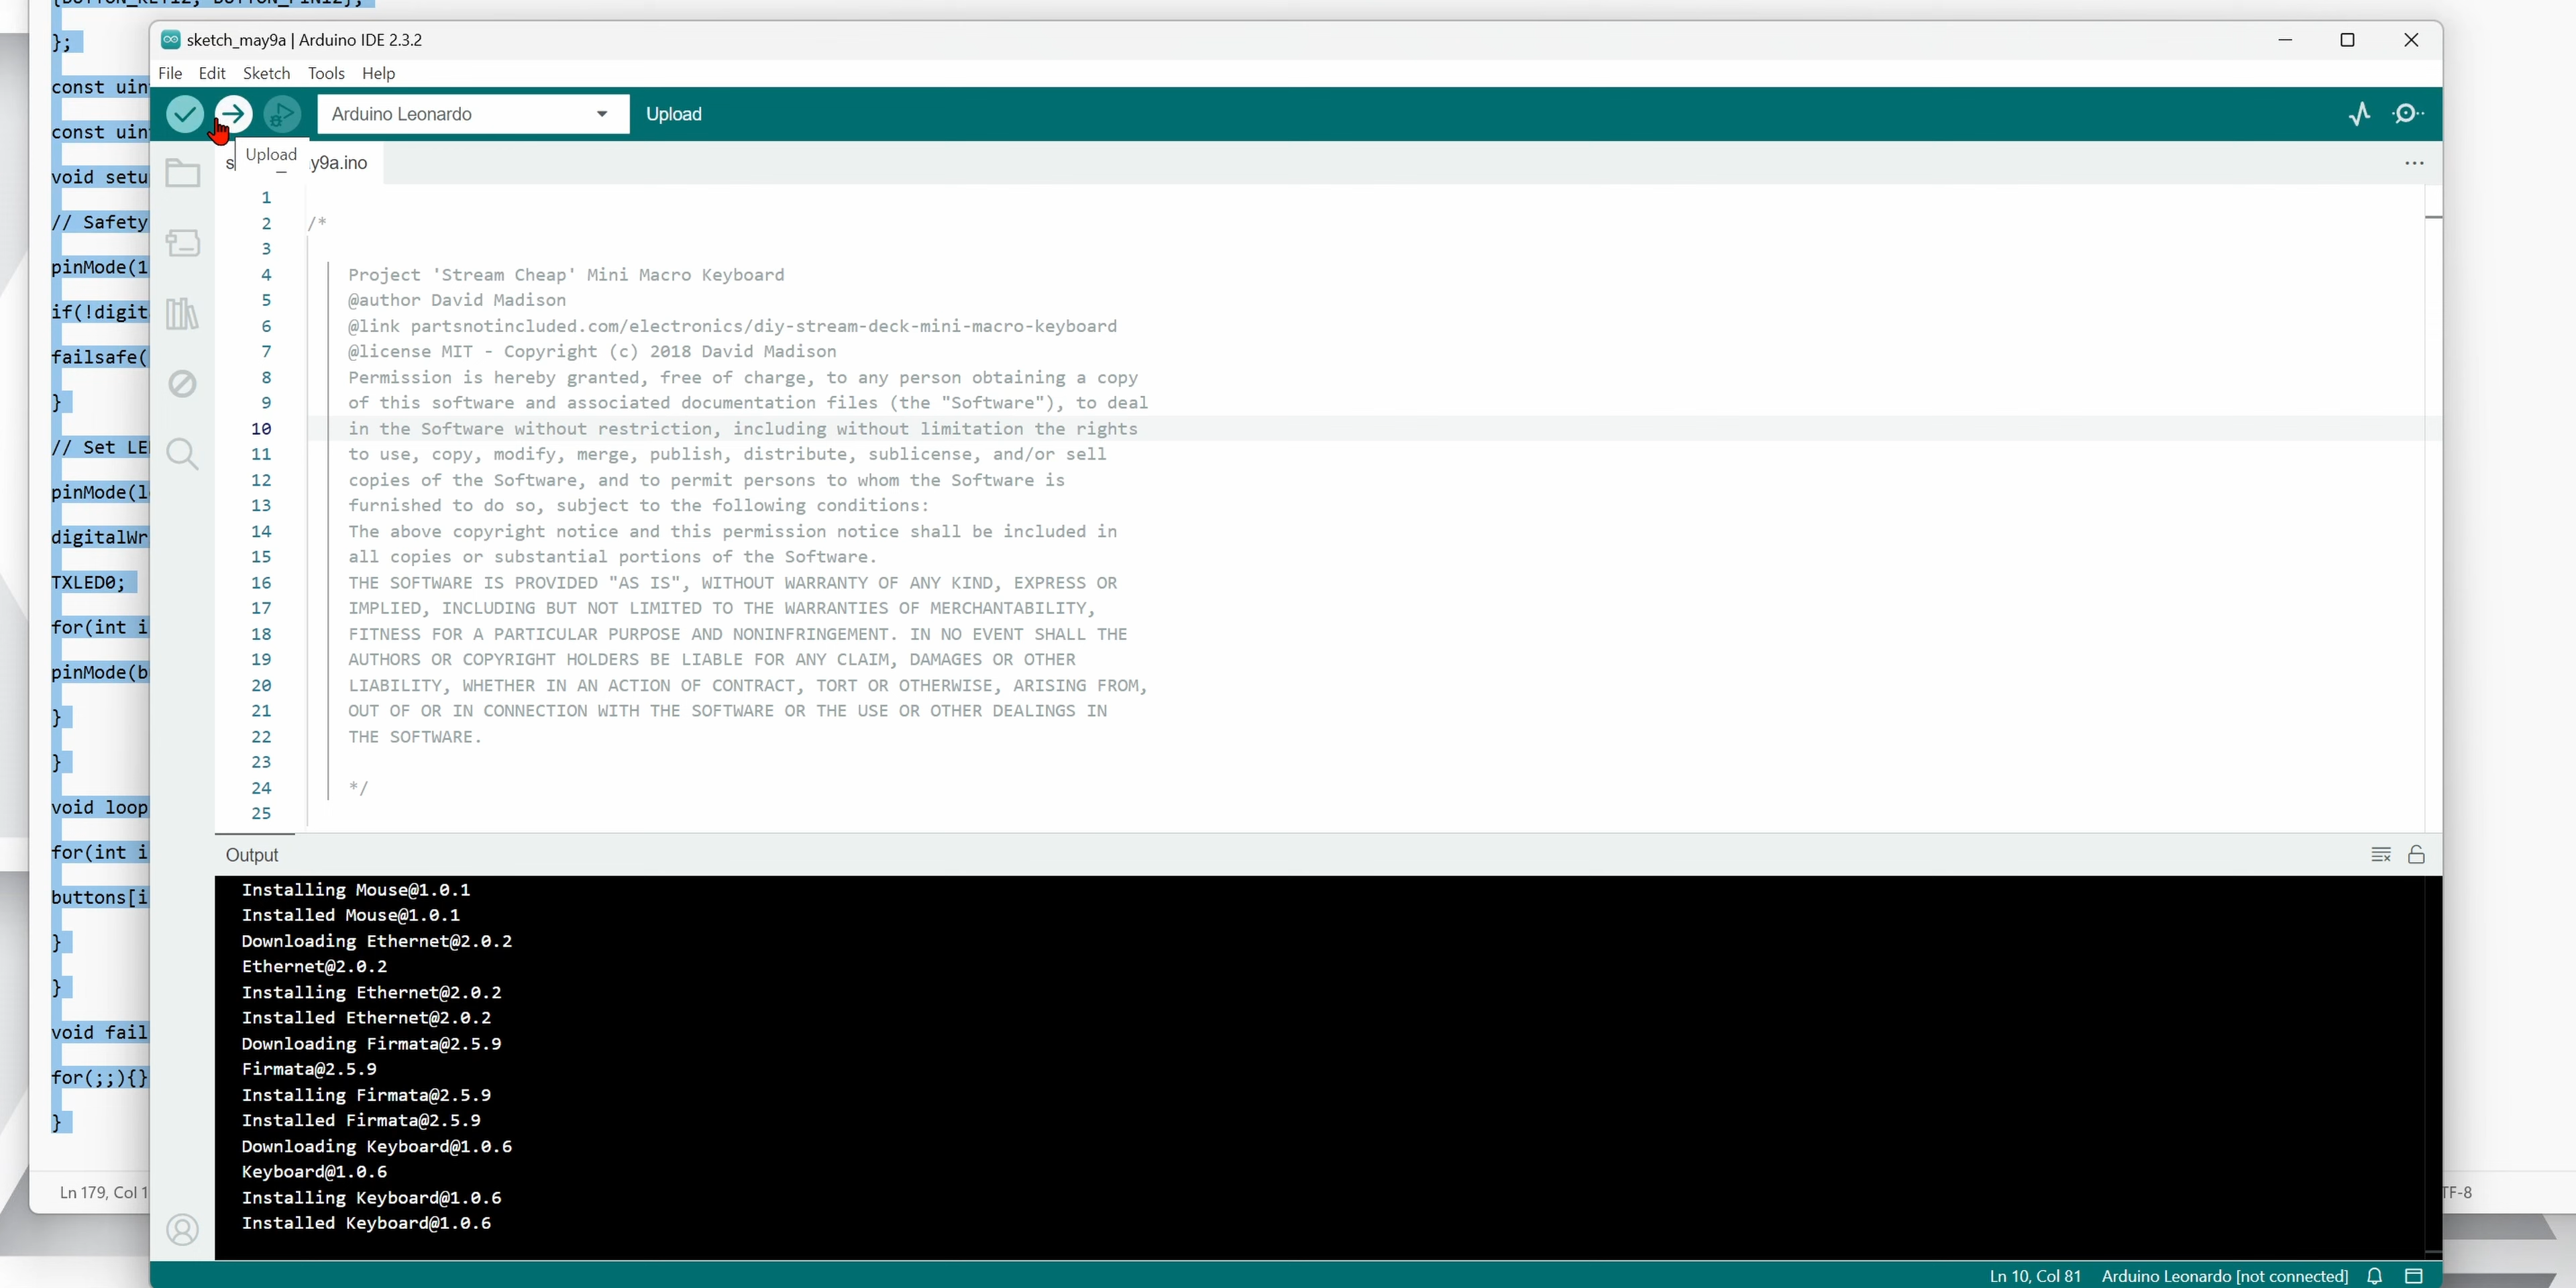 {BUTTON_KEY12, BUTTON_PIN12},
};
const uin
const uin
void setu
// Safety
pinMode(1
if(!digit
failsafe(
}
// Set LE
pinMode(l
digitalWr
TXLED0;
for(int i
pinMode(b
}
}
void loop
for(int i
buttons[i
}
}
void fail
for(;;){}
}
Ln 179, Col 1
TF-8
sketch_may9a | Arduino IDE 2.3.2
File Edit Sketch Tools Help
Arduino Leonardo
Upload
Upload
s
y9a.ino
1
2 /*
3
4 Project 'Stream Cheap' Mini Macro Keyboard
5 @author David Madison
6 @link partsnotincluded.com/electronics/diy-stream-deck-mini-macro-keyboard
7 @license MIT - Copyright (c) 2018 David Madison
8 Permission is hereby granted, free of charge, to any person obtaining a copy
9 of this software and associated documentation files (the "Software"), to deal
10 in the Software without restriction, including without limitation the rights
11 to use, copy, modify, merge, publish, distribute, sublicense, and/or sell
12 copies of the Software, and to permit persons to whom the Software is
13 furnished to do so, subject to the following conditions:
14 The above copyright notice and this permission notice shall be included in
15 all copies or substantial portions of the Software.
16 THE SOFTWARE IS PROVIDED "AS IS", WITHOUT WARRANTY OF ANY KIND, EXPRESS OR
17 IMPLIED, INCLUDING BUT NOT LIMITED TO THE WARRANTIES OF MERCHANTABILITY,
18 FITNESS FOR A PARTICULAR PURPOSE AND NONINFRINGEMENT. IN NO EVENT SHALL THE
19 AUTHORS OR COPYRIGHT HOLDERS BE LIABLE FOR ANY CLAIM, DAMAGES OR OTHER
20 LIABILITY, WHETHER IN AN ACTION OF CONTRACT, TORT OR OTHERWISE, ARISING FROM,
21 OUT OF OR IN CONNECTION WITH THE SOFTWARE OR THE USE OR OTHER DEALINGS IN
22 THE SOFTWARE.
23
24 */
25
Output
Installing Mouse@1.0.1
Installed Mouse@1.0.1
Downloading Ethernet@2.0.2
Ethernet@2.0.2
Installing Ethernet@2.0.2
Installed Ethernet@2.0.2
Downloading Firmata@2.5.9
Firmata@2.5.9
Installing Firmata@2.5.9
Installed Firmata@2.5.9
Downloading Keyboard@1.0.6
Keyboard@1.0.6
Installing Keyboard@1.0.6
Installed Keyboard@1.0.6
Ln 10, Col 81 Arduino Leonardo [not connected]